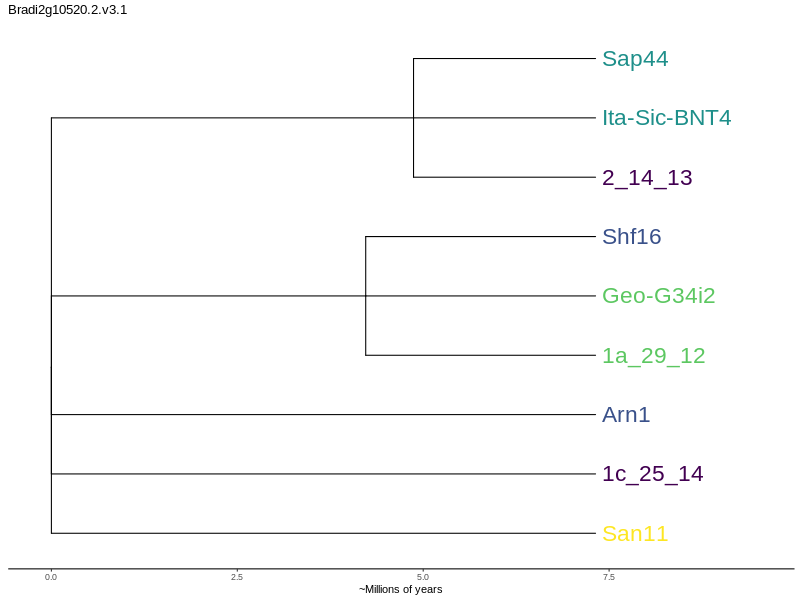 Bradi2g10520.2.v3.1
Sap44
Ita-Sic-BNT4
2_14_13
Shf16
Geo-G34i2
1a_29_12
Arn1
1c_25_14
San11
0.0 2.5 5.0 7.5
~Millions of years